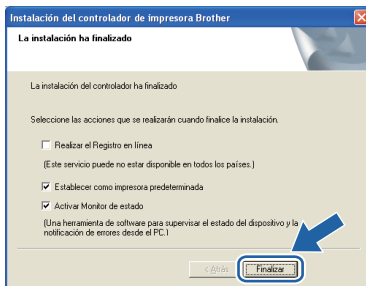 Instalación del controlador de impresora Brother
La instalación ha finalizado
La instalación del controlador ha finalizado
Seleccione las acciones que se realizarán cuando finalice la instalación.
Realizar el Registro en línea
(Este servicio puede no estar disponible en todos los países.)
Establecer como impresora predeterminada
Activar Monitor de estado
(Una herramienta de software para supervisar el estado del dispositivo y la
notificación de errores desde el PC.)
< Atrás Finalizar